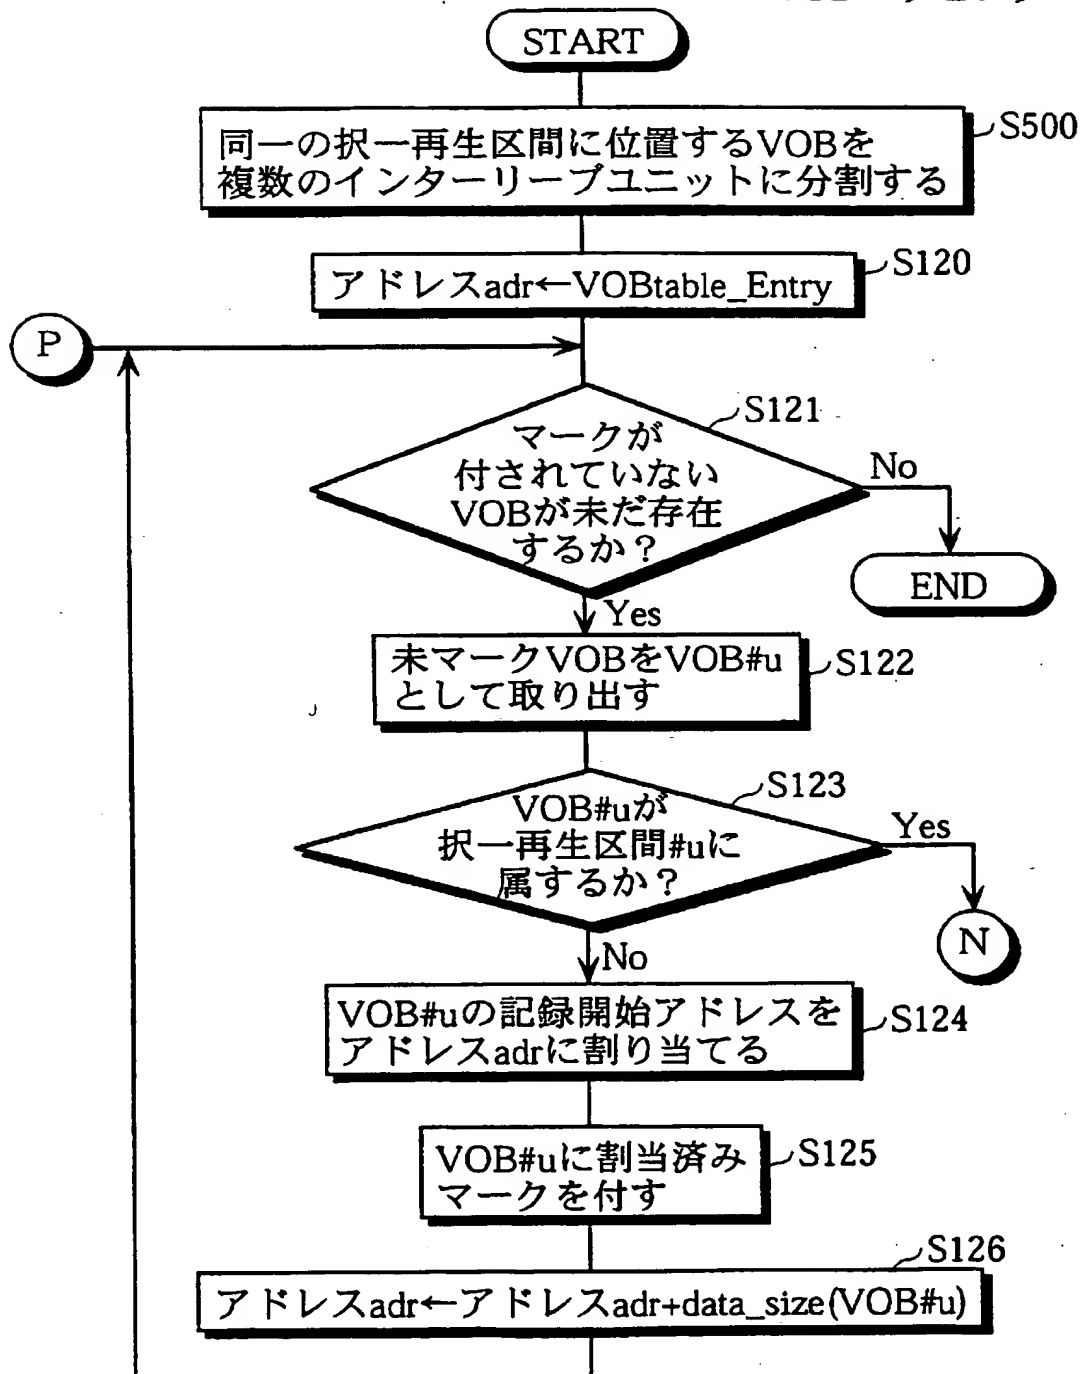 START
同一の択一再生区間に位置するVOBを
複数のインターリーブユニットに分割する
S500
アドレスadr←VOBtable_Entry
S120
P
マークが
付されていない
VOBが未だ存在
するか？
S121
No
END
Yes
未マークVOBをVOB#u
として取り出す
S122
VOB#uが
択一再生区間#uに
属するか？
S123
Yes
N
No
VOB#uの記録開始アドレスを
アドレスadrに割り当てる
S124
VOB#uに割当済み
マークを付す
S125
S126
アドレスadr←アドレスadr+data_size(VOB#u)